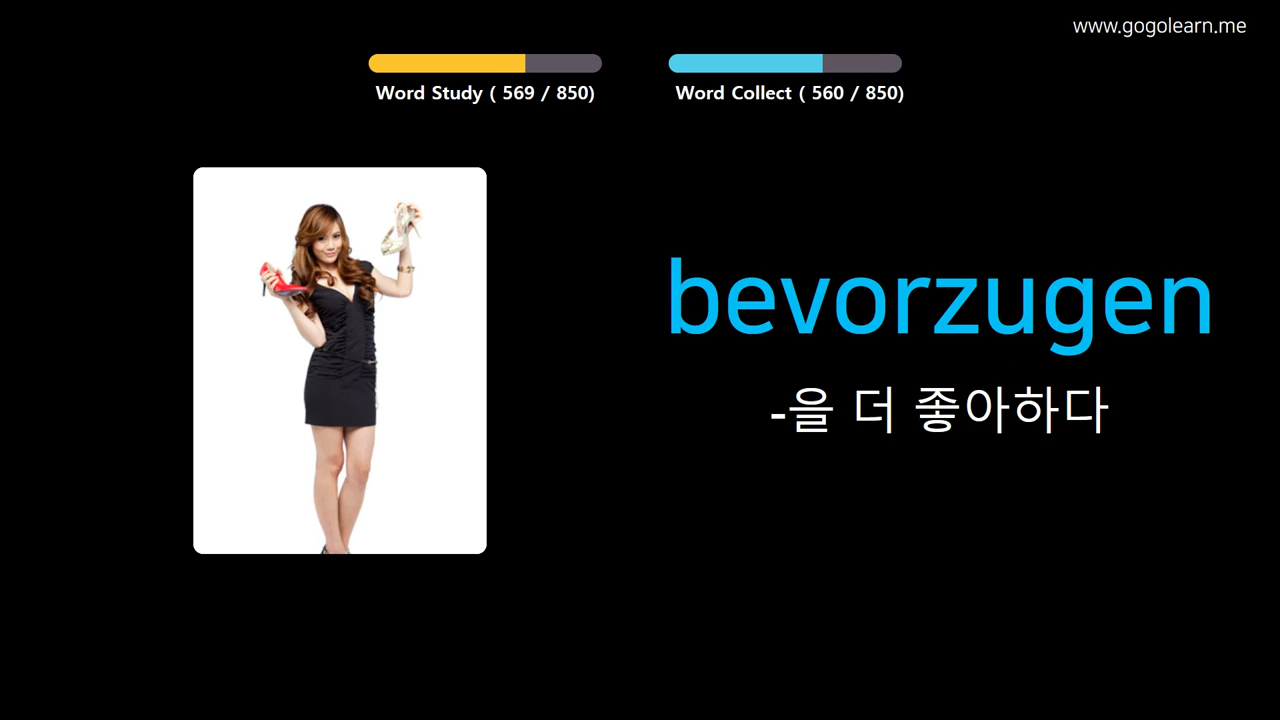 www.gogolearn.me
Word Study ( 569 / 850)
Word Collect ( 560 / 850)
bevorzugen
-을 더 좋아하다